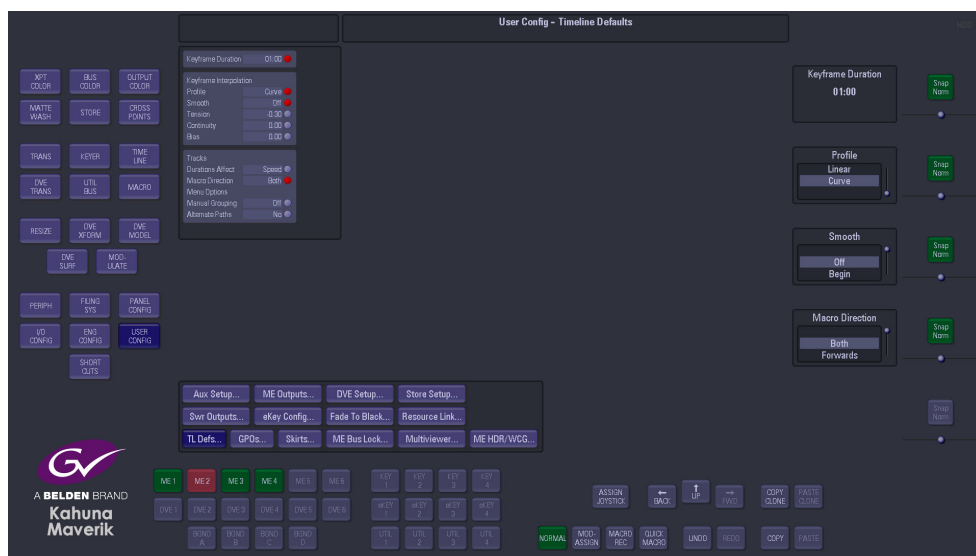 User Config - Timeline Defaults
Keyframe Duration 01:00
Keyframe Interpolation
Profile Curve
Smooth Off
Tension -0.30
Continuity 0.00
Bias 0.00
Tracks
Durations Affect Speed
Macro Direction Both
Menu Options
Manual Grouping Off
Alternate Paths No
XPT COLOR
BUS COLOR
OUTPUT COLOR
MATTE WASH
STORE
CROSS POINTS
TRANS
KEYER
TIME LINE
DVE TRANS
UTIL BUS
MACRO
RESIZE
DVE XFORM
DVE MODEL
DVE SURF
MOD- ULATE
PERIPH
FILING SYS
PANEL CONFIG
I/O CONFIG
ENG CONFIG
USER CONFIG
SHORT CUTS
Keyframe Duration
01:00
Snap Norm
Profile
Linear
Curve
Snap Norm
Smooth
Off
Begin
Snap Norm
Macro Direction
Both
Forwards
Snap Norm
Snap Norm
Aux Setup... ME Outputs... DVE Setup... Store Setup...
Swr Outputs... eKey Config... Fade To Black... Resource Link...
TL Defs... GPOs... Skirts... ME Bus Lock... Multiviewer... ME HDR/WCG...
GV
A BELDEN BRAND
Kahuna
Maverik
ME 1 ME 2 ME 3 ME 4 ME 5 ME 6
DVE 1 DVE 2 DVE 3 DVE 4 DVE 5 DVE 6
BOND A BOND B BOND C BOND D
KEY 1 KEY 2 KEY 3 KEY 4
eKEY 1 eKEY 2 eKEY 3 eKEY 4
UTIL 1 UTIL 2 UTIL 3 UTIL 4
ASSIGN JOYSTICK
BACK
UP
FWD
COPY CLONE
PASTE CLONE
NORMAL
MOD- ASSIGN
MACRO REC
QUICK MACRO
UNDO
REDO
COPY
PASTE